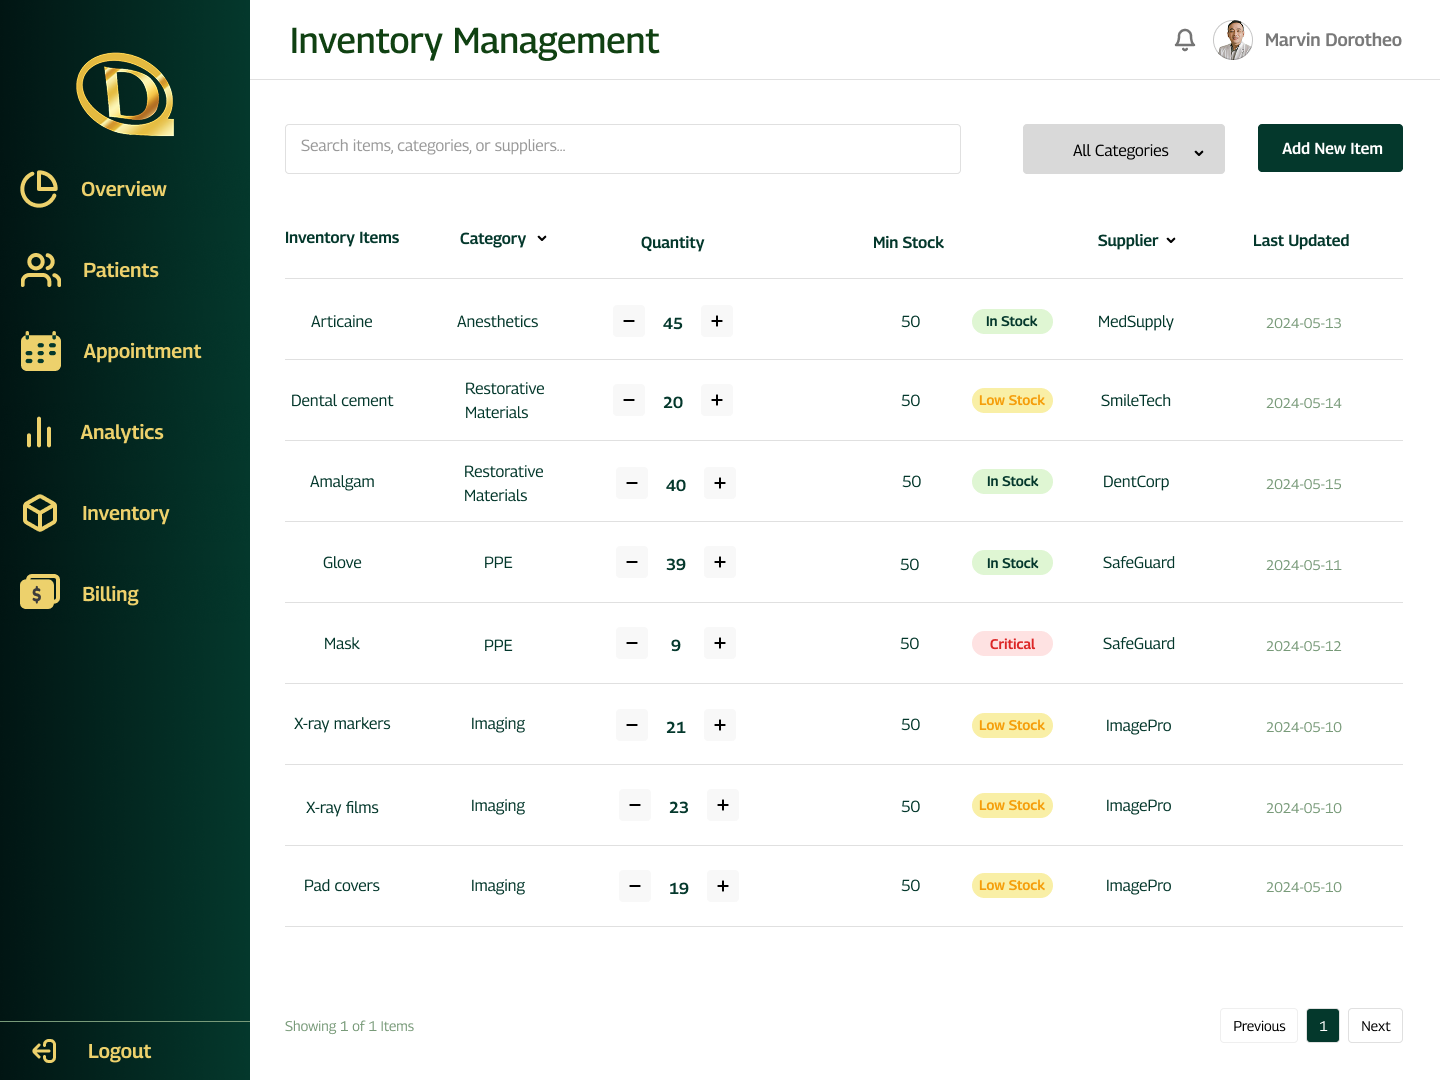 D
Inventory Management
Marvin Dorotheo
Overview
Patients
Appointment
Analytics
Inventory
$
Billing
Logout
Search items, categories, or suppliers...
All Categories
Add New Item
Inventory Items Category Quantity Min Stock Supplier Last Updated
Articaine Anesthetics − 45 + 50 In Stock MedSupply 2024-05-13
Dental cement Restorative Materials − 20 + 50 Low Stock SmileTech 2024-05-14
Amalgam Restorative Materials − 40 + 50 In Stock DentCorp 2024-05-15
Glove PPE − 39 + 50 In Stock SafeGuard 2024-05-11
Mask PPE − 9 + 50 Critical SafeGuard 2024-05-12
X-ray markers Imaging − 21 + 50 Low Stock ImagePro 2024-05-10
X-ray films Imaging − 23 + 50 Low Stock ImagePro 2024-05-10
Pad covers Imaging − 19 + 50 Low Stock ImagePro 2024-05-10
Showing 1 of 1 Items
Previous 1 Next